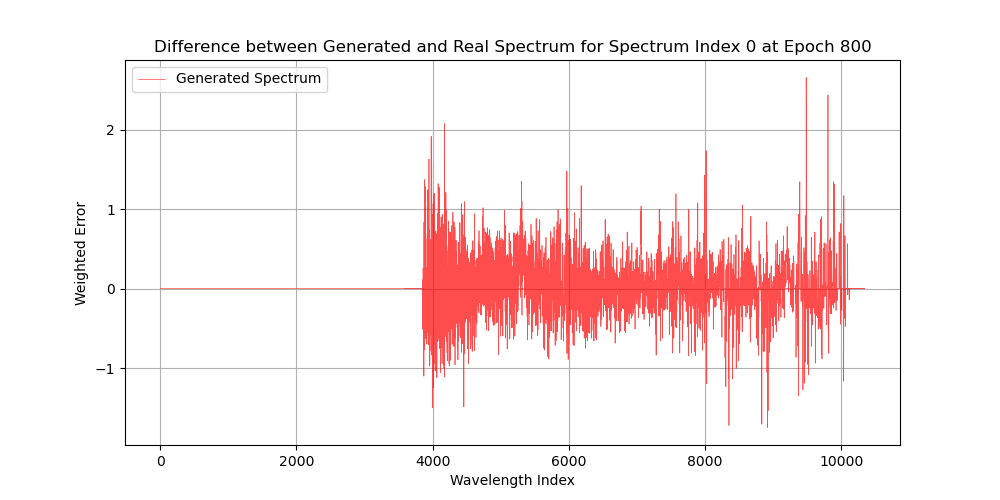 Difference between Generated and Real Spectrum for Spectrum Index 0 at Epoch 800
Generated Spectrum
2
1
0
−1
Weighted Error
0 2000 4000 6000 8000 10000
Wavelength Index